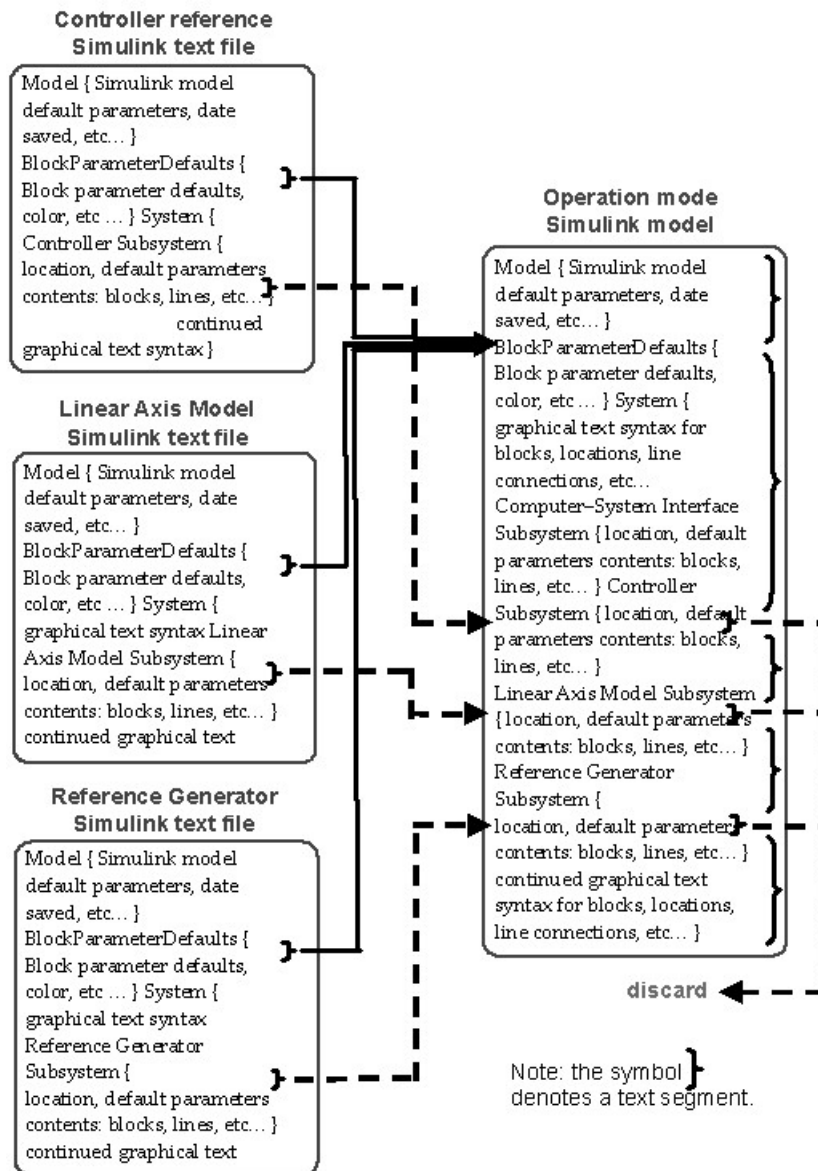 Controller reference
Simulink text file
Model { Simulink model
default parameters, date
saved, etc... }
BlockParameterDefaults {
Block parameter defaults,
color, etc ... } System {
Controller Subsystem {
location, default parameters
contents: blocks, lines, etc... }
continued
graphical text syntax }
Linear Axis Model
Simulink text file
Model { Simulink model
default parameters, date
saved, etc... }
BlockParameterDefaults {
Block parameter defaults,
color, etc ... } System {
graphical text syntax Linear
Axis Model Subsystem {
location, default parameters
contents: blocks, lines, etc... }
continued graphical text
Reference Generator
Simulink text file
Model { Simulink model
default parameters, date
saved, etc... }
BlockParameterDefaults {
Block parameter defaults,
color, etc ... } System {
graphical text syntax
Reference Generator
Subsystem {
location, default parameters
contents: blocks, lines, etc... }
continued graphical text
Operation mode
Simulink model
Model { Simulink model
default parameters, date
saved, etc... }
BlockParameterDefaults {
Block parameter defaults,
color, etc ... } System {
graphical text syntax for
blocks, locations, line
connections, etc...
Computer–System Interface
Subsystem { location, default
parameters contents: blocks,
lines, etc... } Controller
Subsystem { location, default
parameters contents: blocks,
lines, etc... }
Linear Axis Model Subsystem
{ location, default parameters
contents: blocks, lines, etc... }
Reference Generator
Subsystem {
location, default parameter
contents: blocks, lines, etc... }
continued graphical text
syntax for blocks, locations,
line connections, etc... }
discard
Note: the symbol }
denotes a text segment.